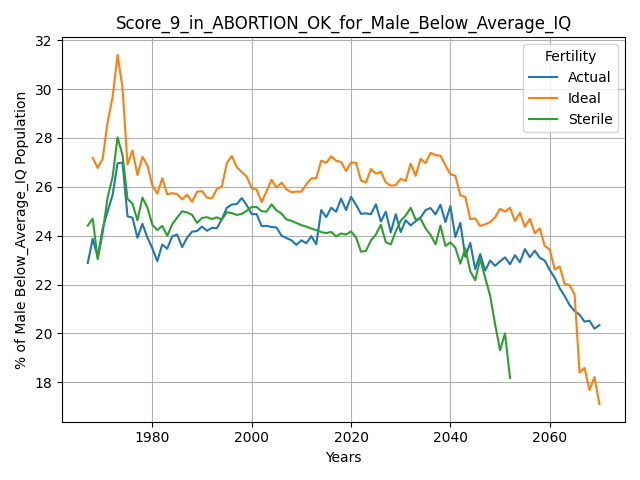 Score_9_in_ABORTION_OK_for_Male_Below_Average_IQ
% of Male Below_Average_IQ Population
32
30
28
26
24
22
20
18
Fertility
Actual
Ideal
Sterile
1980 2000 2020 2040 2060
Years